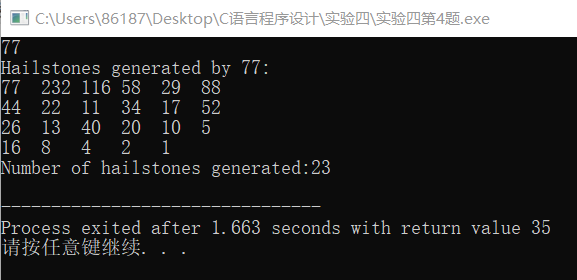 C:\Users\86187\Desktop\C语言程序设计\实验四\实验四第4题.exe
77
Hailstones generated by 77:
77 232 116 58 29 88
44 22 11 34 17 52
26 13 40 20 10 5
16 8 4 2 1
Number of hailstones generated:23
--------------------------------
Process exited after 1.663 seconds with return value 35
请按任意键继续. . .